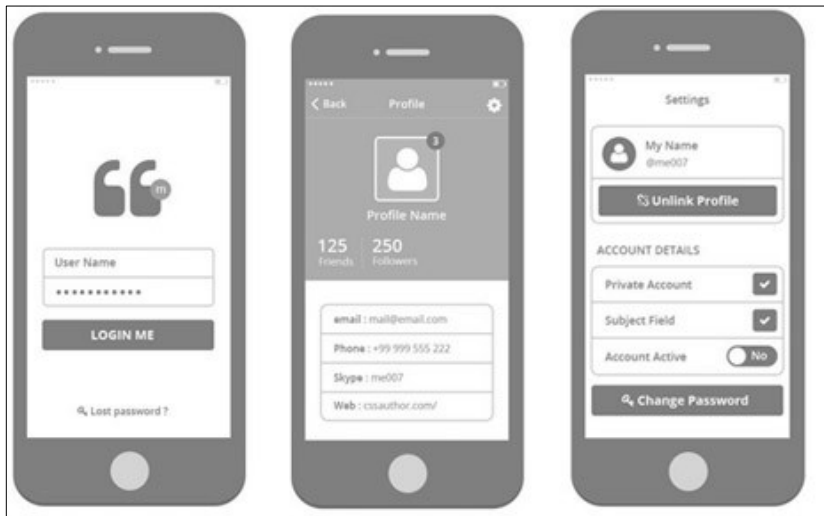 m
User Name
LOGIN ME
Lost password ?
Back Profile
3
Profile Name
125 250
Friends Followers
email : mail@email.com
Phone : +99 999 555 222
Skype : me007
Web : cssauthor.com/
Settings
My Name
@me007
Unlink Profile
ACCOUNT DETAILS
Private Account
Subject Field
Account Active No
Change Password